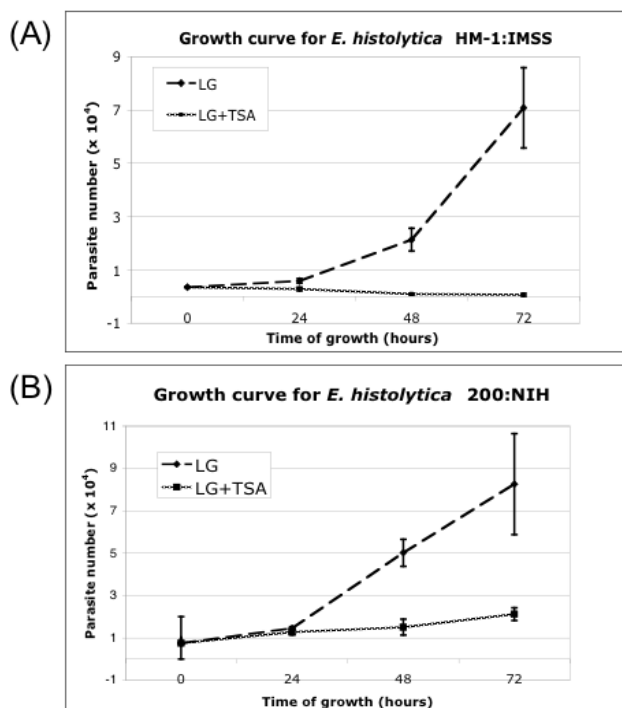 (A)
Growth curve for E. histolytica HM-1:IMSS
9
LG
7
LG+TSA
5
3
1
-1
Parasite number (x 10⁴)
0 24 48 72
Time of growth (hours)
(B)
Growth curve for E. histolytica 200:NIH
11
9
LG
LG+TSA
7
5
3
1
-1
Parasite number (x 10⁴)
0 24 48 72
Time of growth (hours)